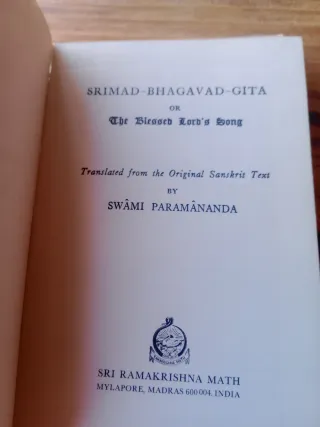 SRIMAD-BHAGAVAD-GITA
OR
The Blessed Lord's Song
Translated from the Original Sanskrit Text
BY
SWÂMI PARAMÂNANDA
SRI RAMAKRISHNA MATH
MYLAPORE, MADRAS 600 004. INDIA